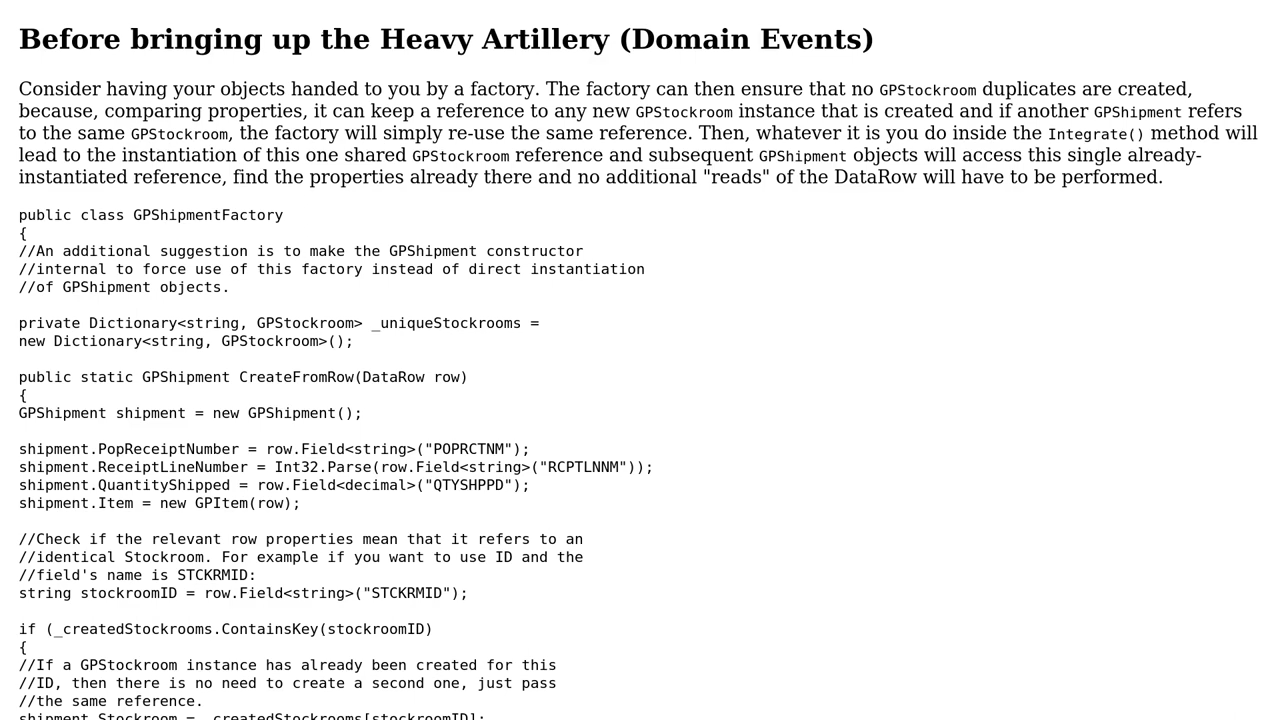 Before bringing up the Heavy Artillery (Domain Events)
Consider having your objects handed to you by a factory. The factory can then ensure that no GPStockroom duplicates are created,
because, comparing properties, it can keep a reference to any new GPStockroom instance that is created and if another GPShipment refers
to the same GPStockroom, the factory will simply re-use the same reference. Then, whatever it is you do inside the Integrate() method will
lead to the instantiation of this one shared GPStockroom reference and subsequent GPShipment objects will access this single already-
instantiated reference, find the properties already there and no additional "reads" of the DataRow will have to be performed.
public class GPShipmentFactory
{
//An additional suggestion is to make the GPShipment constructor
//internal to force use of this factory instead of direct instantiation
//of GPShipment objects.
private Dictionary<string, GPStockroom> _uniqueStockrooms =
new Dictionary<string, GPStockroom>();
public static GPShipment CreateFromRow(DataRow row)
{
GPShipment shipment = new GPShipment();
shipment.PopReceiptNumber = row.Field<string>("POPRCTNM");
shipment.ReceiptLineNumber = Int32.Parse(row.Field<string>("RCPTLNNM"));
shipment.QuantityShipped = row.Field<decimal>("QTYSHPPD");
shipment.Item = new GPItem(row);
//Check if the relevant row properties mean that it refers to an
//identical Stockroom. For example if you want to use ID and the
//field's name is STCKRMID:
string stockroomID = row.Field<string>("STCKRMID");
if (_createdStockrooms.ContainsKey(stockroomID)
{
//If a GPStockroom instance has already been created for this
//ID, then there is no need to create a second one, just pass
//the same reference.
shipment.Stockroom = _createdStockrooms[stockroomID];